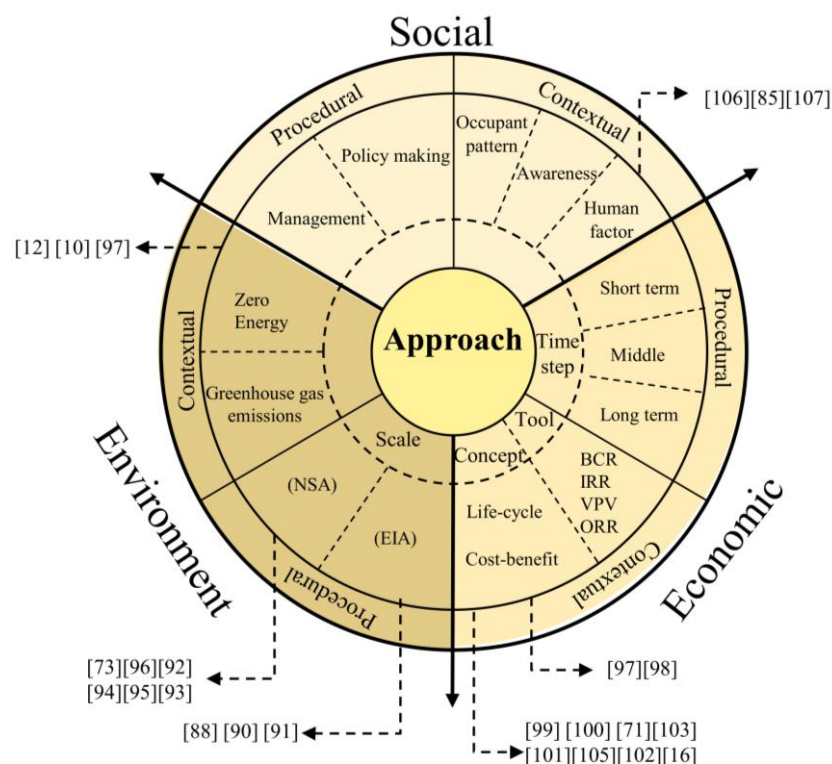 Social
Procedural
Contextual
[106][85][107]
Policy making
Occupant
pattern
Awareness
Management
Human
factor
[12] [10] [97]
Zero
Energy
Short term
Approach
Time
step
Middle
Procedural
Contextual
Greenhouse gas
emissions
Long term
Tool
Scale
Concept
BCR
IRR
VPV
ORR
(NSA)
Life-cycle
(EIA)
Cost-benefit
Environment
Economic
Procedural
Contextual
[73][96][92]
[94][95][93]
[97][98]
[88] [90] [91]
[99] [100] [71][103]
[101][105][102][16]